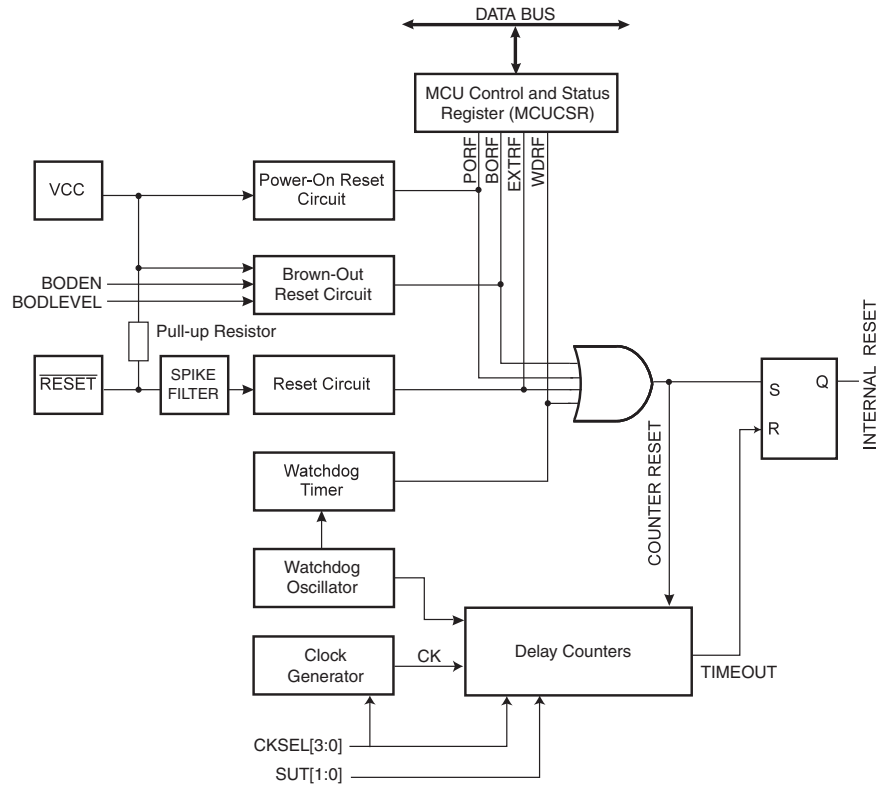 DATA BUS
MCU Control and Status
Register (MCUCSR)
PORF
BORF
EXTRF
WDRF
VCC
Power-On Reset
Circuit
BODEN
BODLEVEL
Brown-Out
Reset Circuit
Pull-up Resistor
RESET
SPIKE
FILTER
Reset Circuit
S
Q
R
INTERNAL RESET
COUNTER RESET
Watchdog
Timer
Watchdog
Oscillator
Clock
Generator
CK
Delay Counters
TIMEOUT
CKSEL[3:0]
SUT[1:0]